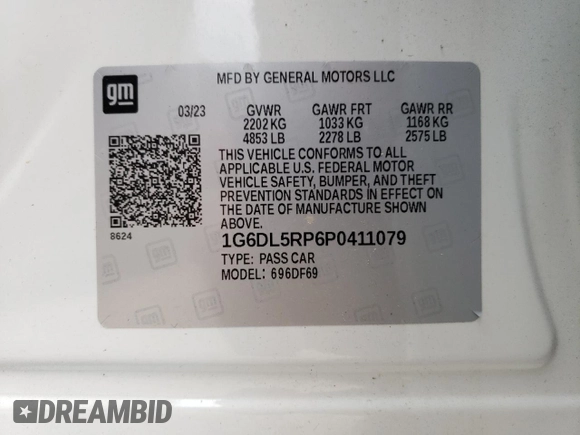 gm
MFD BY GENERAL MOTORS LLC
03/23 GVWR GAWR FRT GAWR RR
2202 KG 1033 KG 1168 KG
4853 LB 2278 LB 2575 LB
THIS VEHICLE CONFORMS TO ALL
APPLICABLE U.S. FEDERAL MOTOR
VEHICLE SAFETY, BUMPER, AND THEFT
PREVENTION STANDARDS IN EFFECT ON
THE DATE OF MANUFACTURE SHOWN
ABOVE.
8624
1G6DL5RP6P0411079
TYPE: PASS CAR
MODEL: 696DF69
DREAMBID